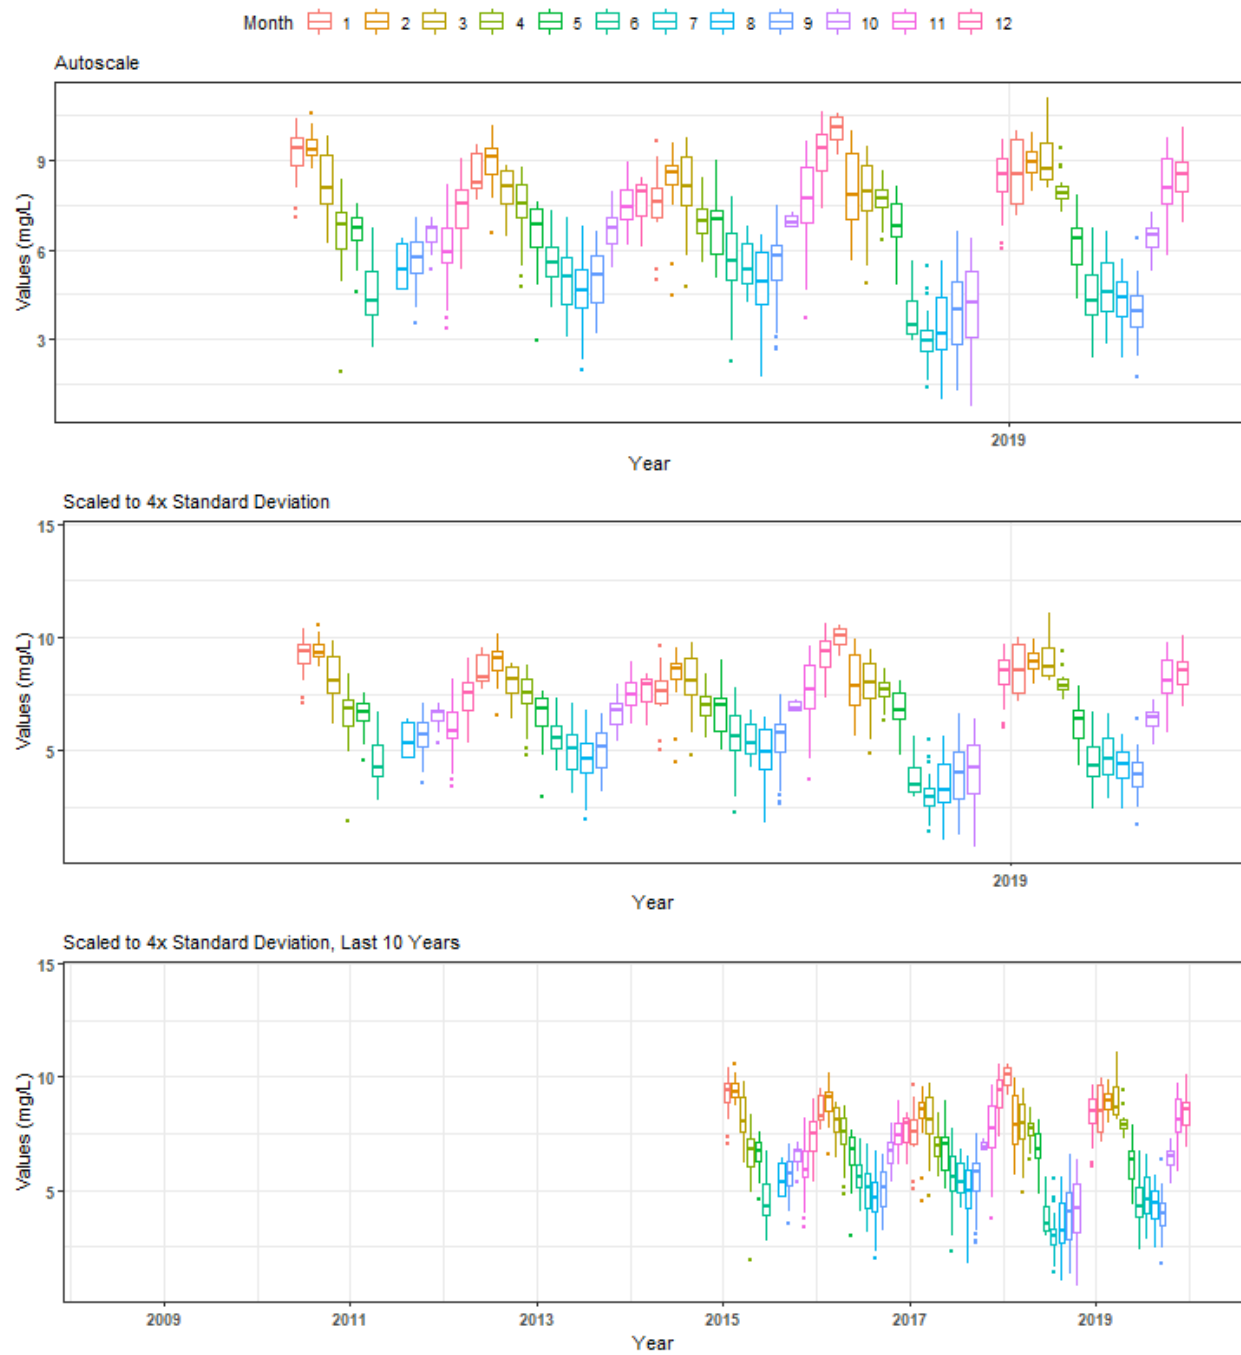 Month 1 2 3 4 5 6 7 8 9 10 11 12
Autoscale
9
6
3
Values (mg/L)
2019
Year
Scaled to 4x Standard Deviation
15
10
5
Values (mg/L)
2019
Year
Scaled to 4x Standard Deviation, Last 10 Years
15
10
5
Values (mg/L)
2009 2011 2013 2015 2017 2019
Year